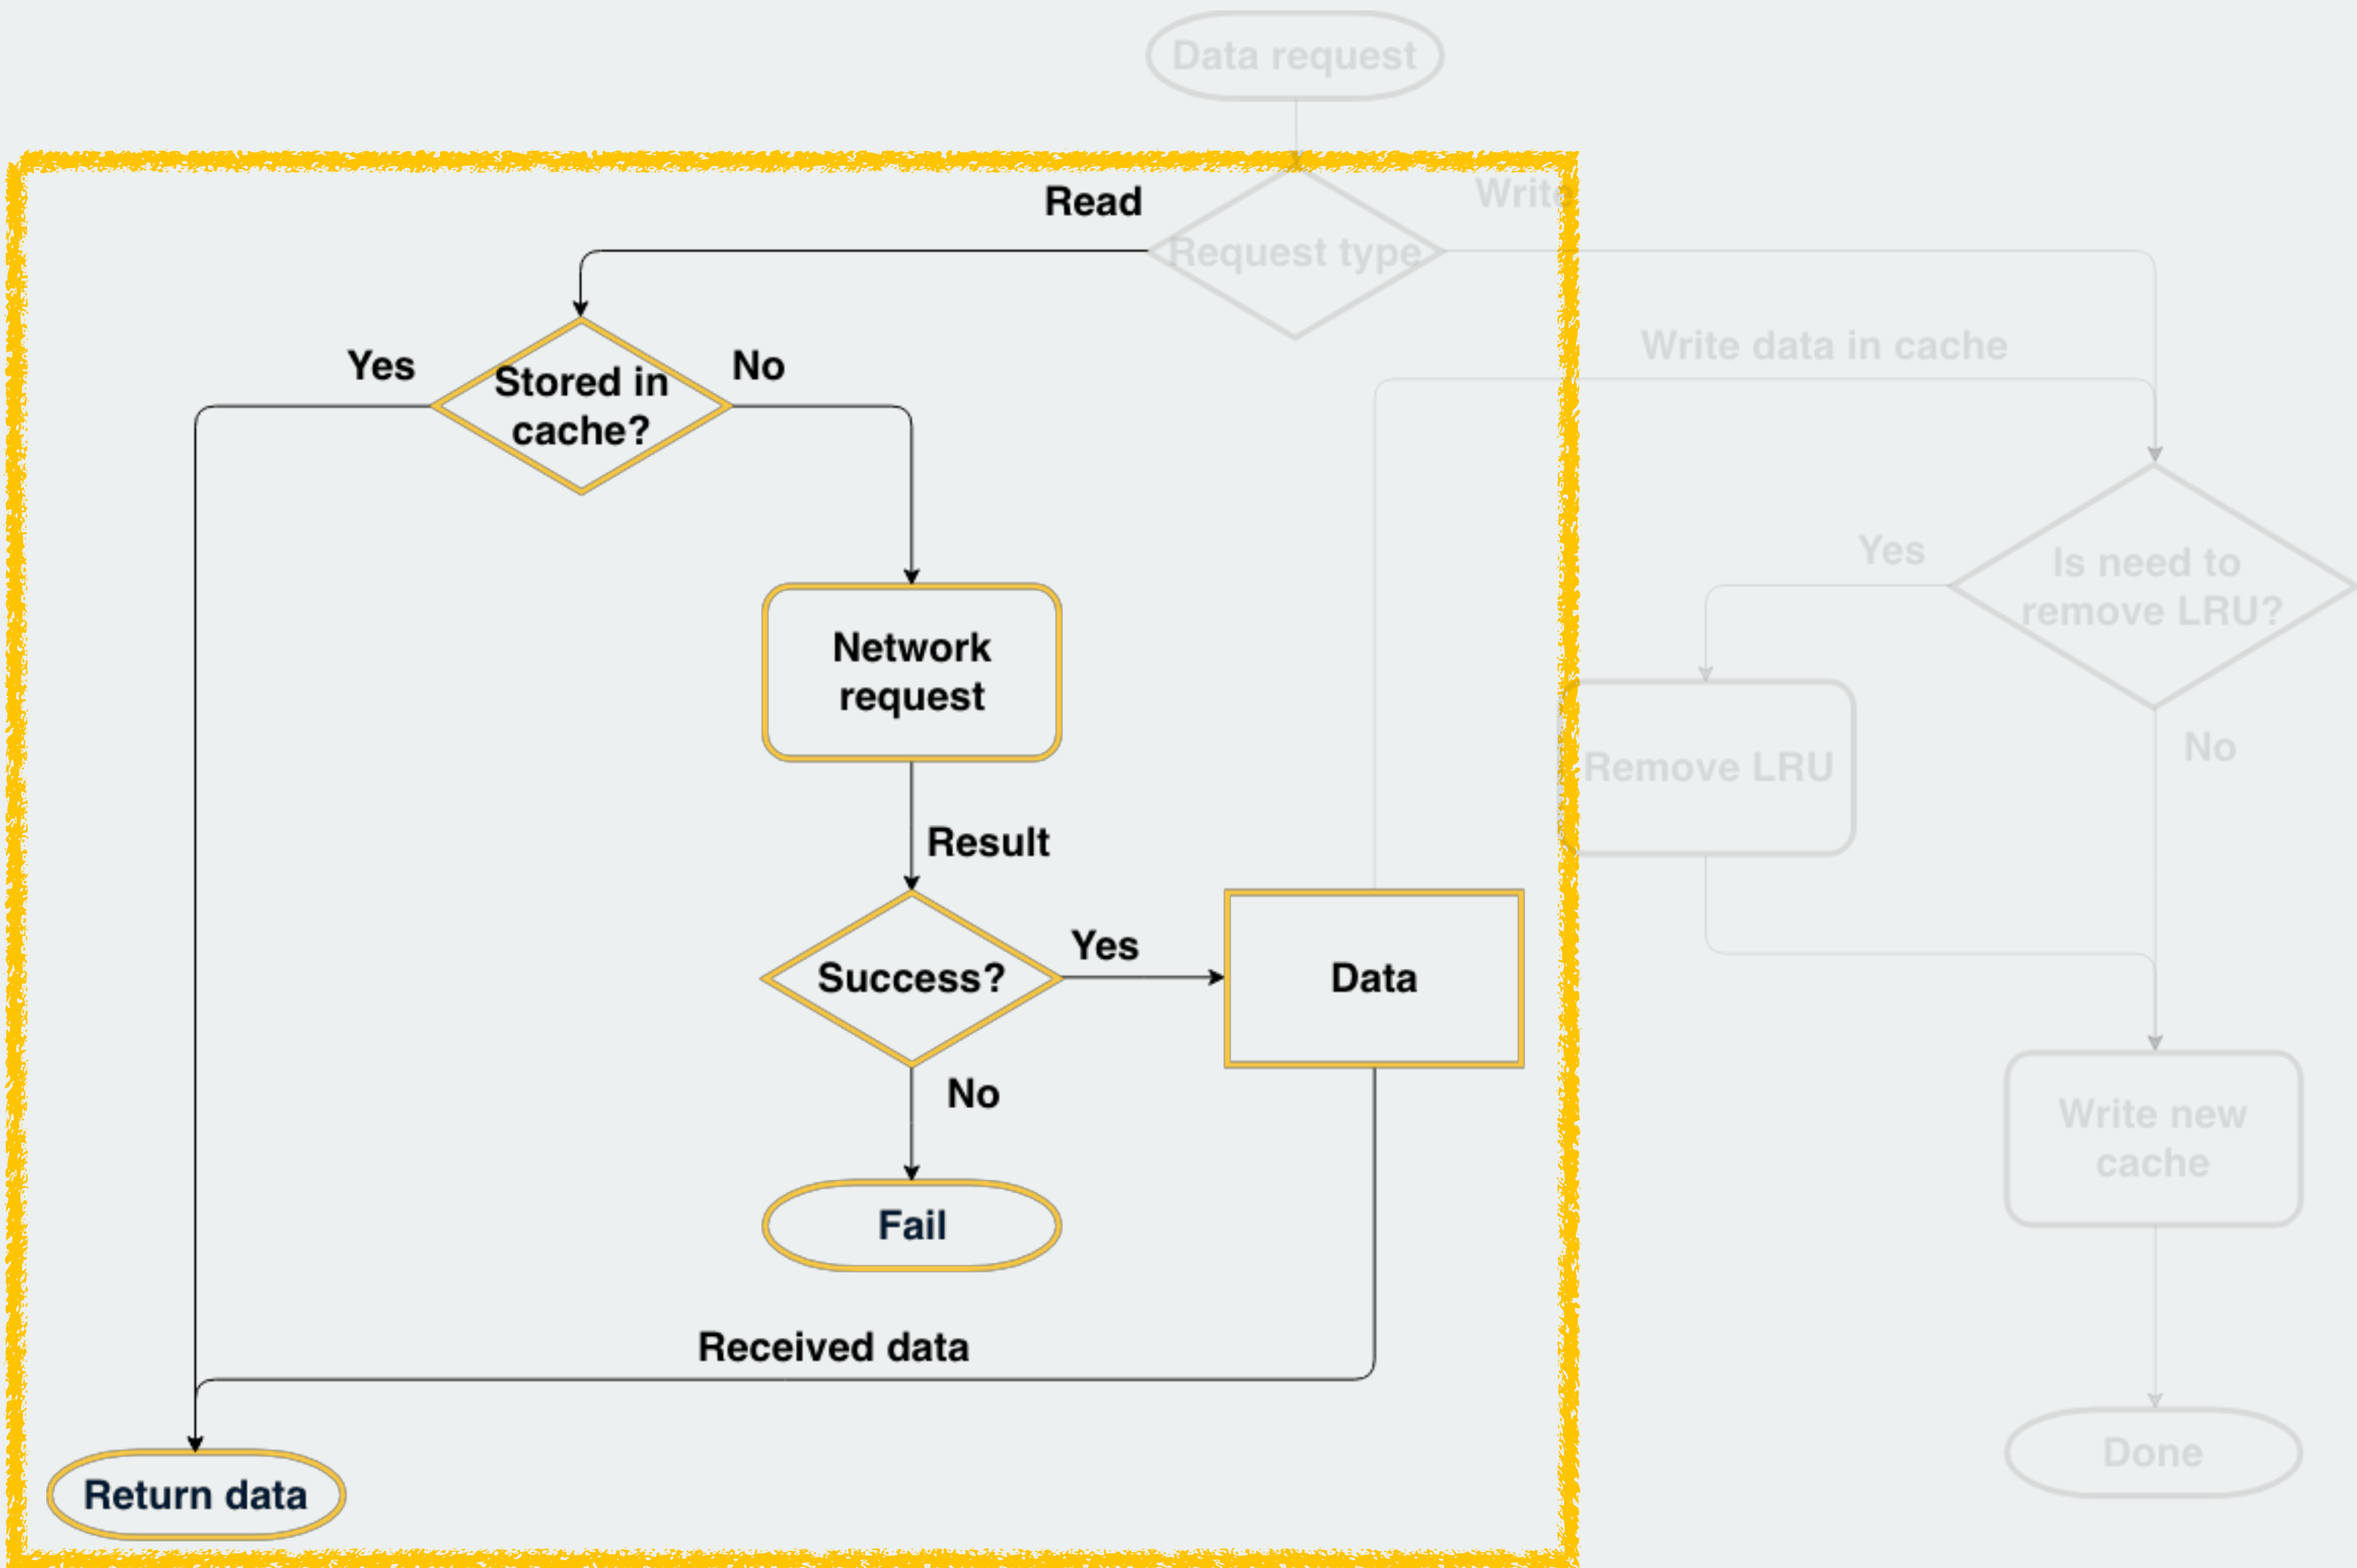 Data request
Read
Write
Request type
Write data in cache
Yes
No
Stored in
cache?
Yes
Is need to
remove LRU?
Network
request
Remove LRU
No
Result
Yes
Success?
Data
No
Write new
cache
Fail
Received data
Done
Return data